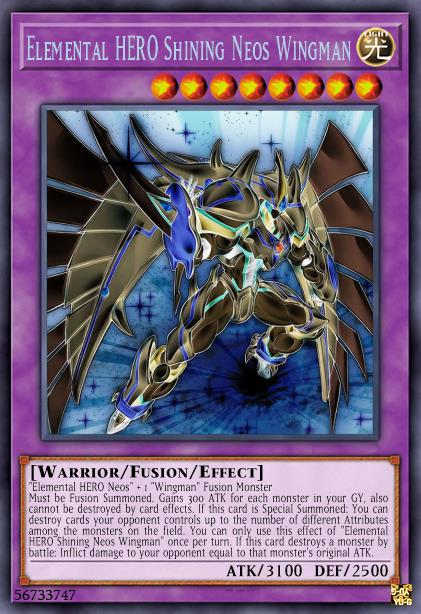 Elemental HERO Shining Neos Wingman
LIGHT
光
[Warrior/Fusion/Effect]
"Elemental HERO Neos" + 1 "Wingman" Fusion Monster
Must be Fusion Summoned. Gains 300 ATK for each monster in your GY, also
cannot be destroyed by card effects. If this card is Special Summoned: You can
destroy cards your opponent controls up to the number of different Attributes
among the monsters on the field. You can only use this effect of "Elemental
HERO Shining Neos Wingman" once per turn. If this card destroys a monster by
battle: Inflict damage to your opponent equal to that monster's original ATK.
ATK/3100 DEF/2500
56733747